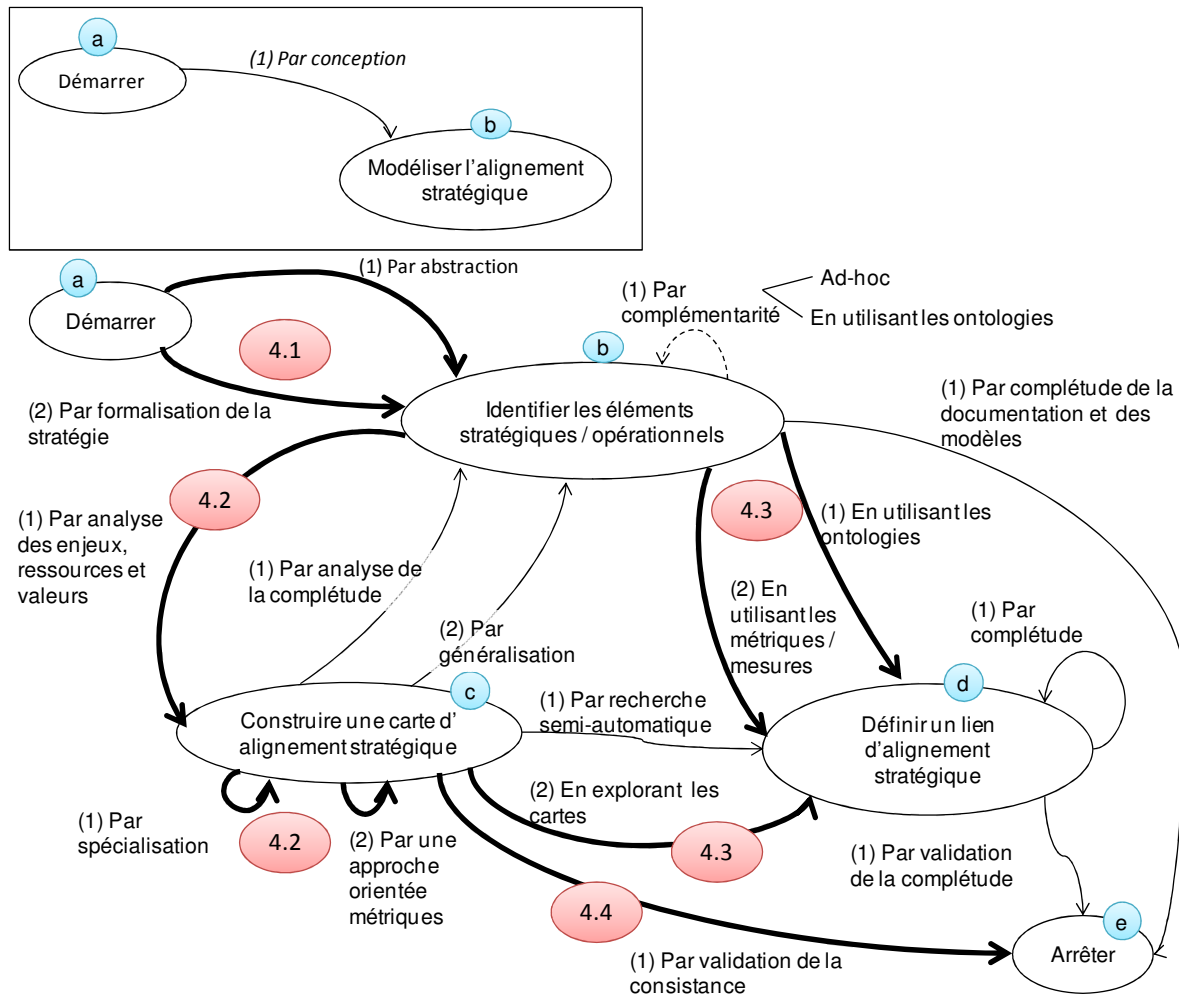 a
Démarrer
(1) Par conception
b
Modéliser l'alignement
stratégique
a
Démarrer
(1) Par abstraction
4.1
(2) Par formalisation de la
stratégie
(1) Par
complémentarité
Ad-hoc
En utilisant les ontologies
b
Identifier les éléments
stratégiques / opérationnels
(1) Par complétude de la
documentation et des
modèles
4.2
(1) Par analyse
des enjeux,
ressources et
valeurs
4.3
(1) En utilisant les
ontologies
(1) Par analyse de
la complétude
(2) Par
généralisation
(2) En
utilisant les
métriques /
mesures
(1) Par
complétude
c
Construire une carte d'
alignement stratégique
(1) Par recherche
semi-automatique
d
Définir un lien
d'alignement
stratégique
(1) Par
spécialisation
4.2
(2) Par une
approche
orientée
métriques
(2) En explorant les
cartes
4.3
(1) Par validation
de la complétude
4.4
(1) Par validation de la
consistance
e
Arrêter